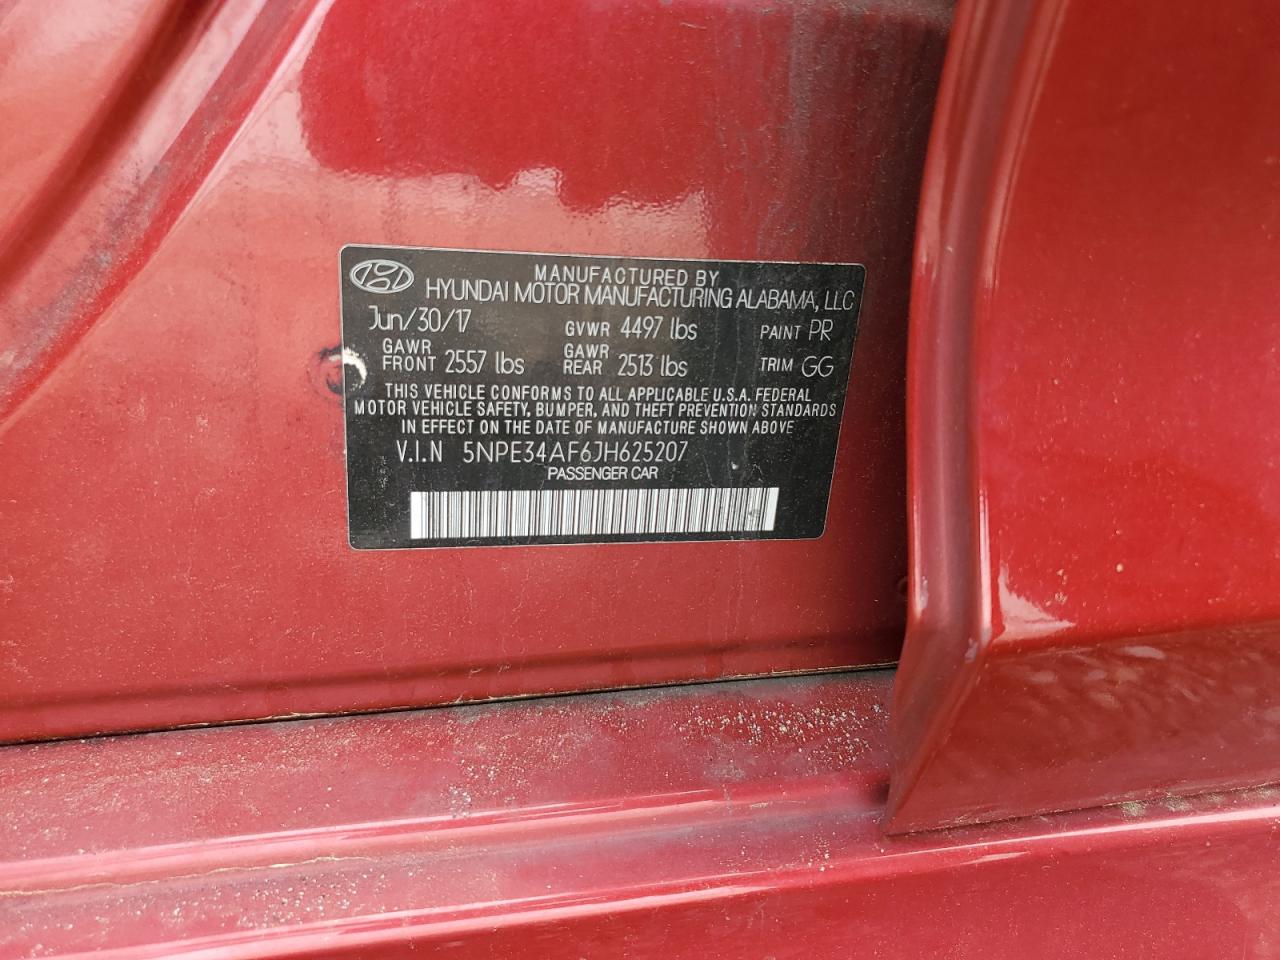 MANUFACTURED BY
HYUNDAI MOTOR MANUFACTURING ALABAMA, LLC
Jun/30/17 GVWR 4497 lbs PAINT PR
GAWR FRONT 2557 lbs GAWR REAR 2513 lbs TRIM GG
THIS VEHICLE CONFORMS TO ALL APPLICABLE U.S.A. FEDERAL
MOTOR VEHICLE SAFETY, BUMPER, AND THEFT PREVENTION STANDARDS
IN EFFECT ON THE DATE OF MANUFACTURE SHOWN ABOVE
V.I.N 5NPE34AF6JH625207
PASSENGER CAR